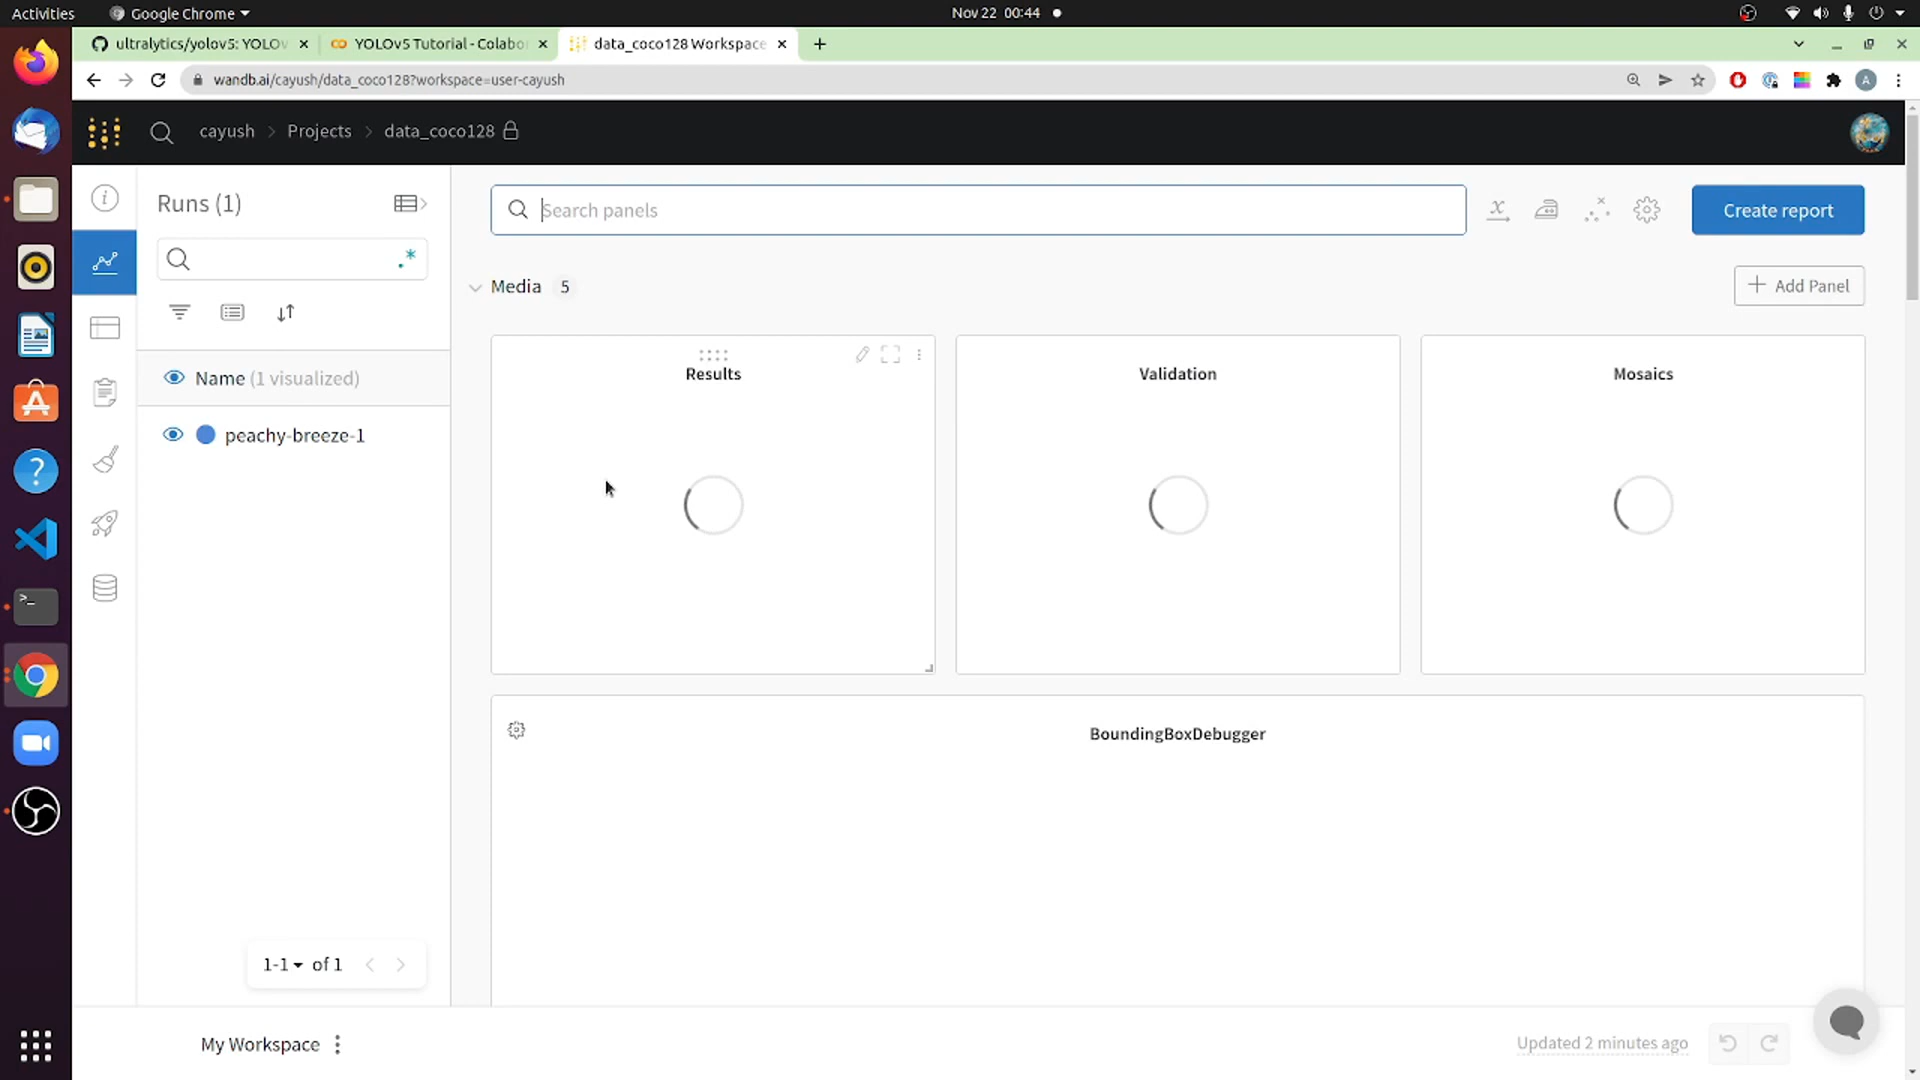 Activities
Google Chrome
Nov 22 00:44
ultralytics/yolov5: YOLOv
YOLOv5 Tutorial - Colabo
data_coco128 Workspace
wandb.ai/cayush/data_coco128?workspace=user-cayush
A
cayush > Projects > data_coco128
Runs (1)
Search panels
Create report
.*
Media 5
Add Panel
Name (1 visualized)
peachy-breeze-1
Results
Validation
Mosaics
BoundingBoxDebugger
1-1 of 1
My Workspace
Updated 2 minutes ago